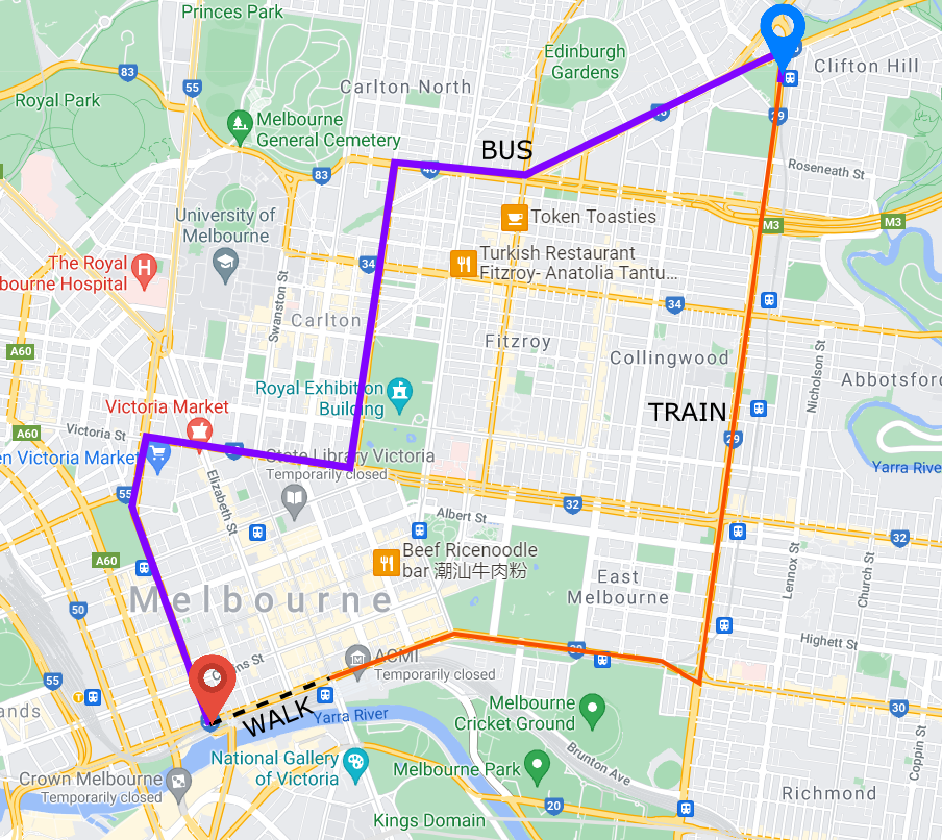 Princes Park
Edinburgh
Gardens
Clifton Hill
83
55
Carlton North
Royal Park
46
29
Melbourne
General Cemetery
BUS
Roseneath St
83
46
University of
Melbourne
Token Toasties
M3
M3
The Royal
bourne Hospital
34
Turkish Restaurant
Fitzroy- Anatolia Tantu...
Swanston St
34
Carlton
Fitzroy
Collingwood
A60
Nicholson St
Abbotsford
Royal Exhibition
Building
Victoria Market
TRAIN
A60
Victoria St
29
en Victoria Market
State Library Victoria
Temporarily closed
Yarra River
55
Elizabeth St
32
Albert St
32
A60
Beef Ricenoodle
bar 潮汕牛肉粉
Lennox St
Church St
Melbourne
East
Melbourne
50
Highett St
ns St
30
ACMI
Temporarily closed
55
WALK
Yarra River
Melbourne
Cricket Ground
30
ands
National Gallery
of Victoria
Brunton Ave
Coppin St
Crown Melbourne
Temporarily closed
Melbourne Park
Richmond
20
Kings Domain